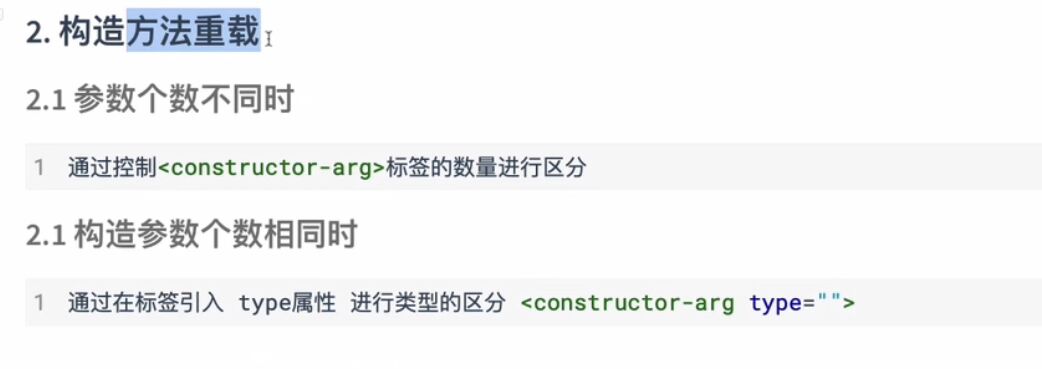 2. 构造方法重载
2.1 参数个数不同时
1 通过控制<constructor-arg>标签的数量进行区分
2.1 构造参数个数相同时
1 通过在标签引入 type属性 进行类型的区分 <constructor-arg type="">